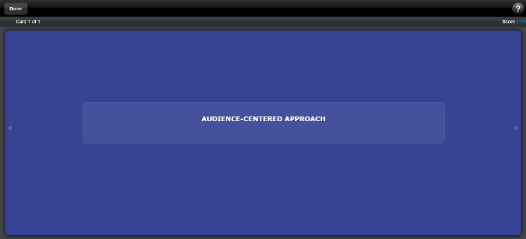 Done
?
Card 1 of 1
Score :
AUDIENCE-CENTERED APPROACH